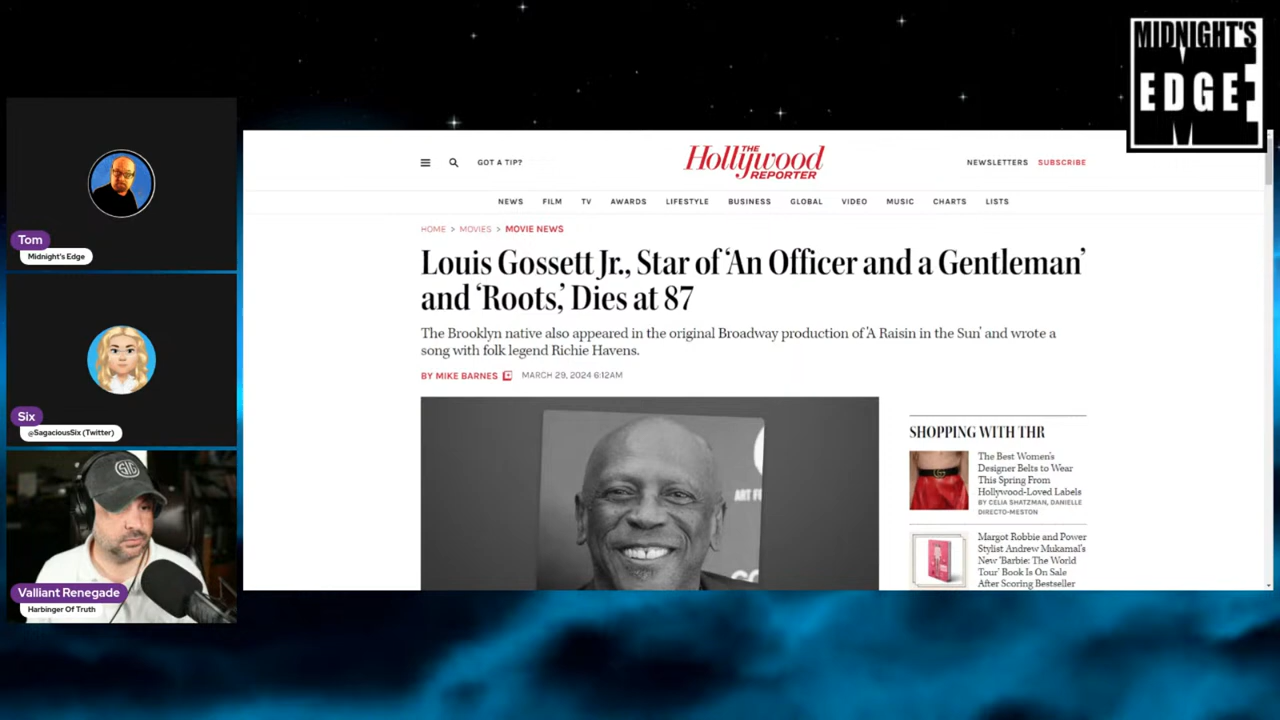 MIDNIGHT'S
EDGE
Tom
Midnight's Edge
Six
@SagaciousSix (Twitter)
Valliant Renegade
Harbinger Of Truth
GOT A TIP?
THE
Hollywood
REPORTER
NEWSLETTERS SUBSCRIBE
NEWS FILM TV AWARDS LIFESTYLE BUSINESS GLOBAL VIDEO MUSIC CHARTS LISTS
HOME > MOVIES > MOVIE NEWS
Louis Gossett Jr., Star of ‘An Officer and a Gentleman’
and ‘Roots,’ Dies at 87
The Brooklyn native also appeared in the original Broadway production of 'A Raisin in the Sun' and wrote a
song with folk legend Richie Havens.
BY MIKE BARNES MARCH 29, 2024 6:12AM
ART F
SHOPPING WITH THR
The Best Women's
Designer Belts to Wear
This Spring From
Hollywood-Loved Labels
BY CELIA SHATZMAN, DANIELLE
DIRECTO-MESTON
Margot Robbie and Power
Stylist Andrew Mukamal's
New 'Barbie: The World
Tour' Book Is On Sale
After Scoring Bestseller